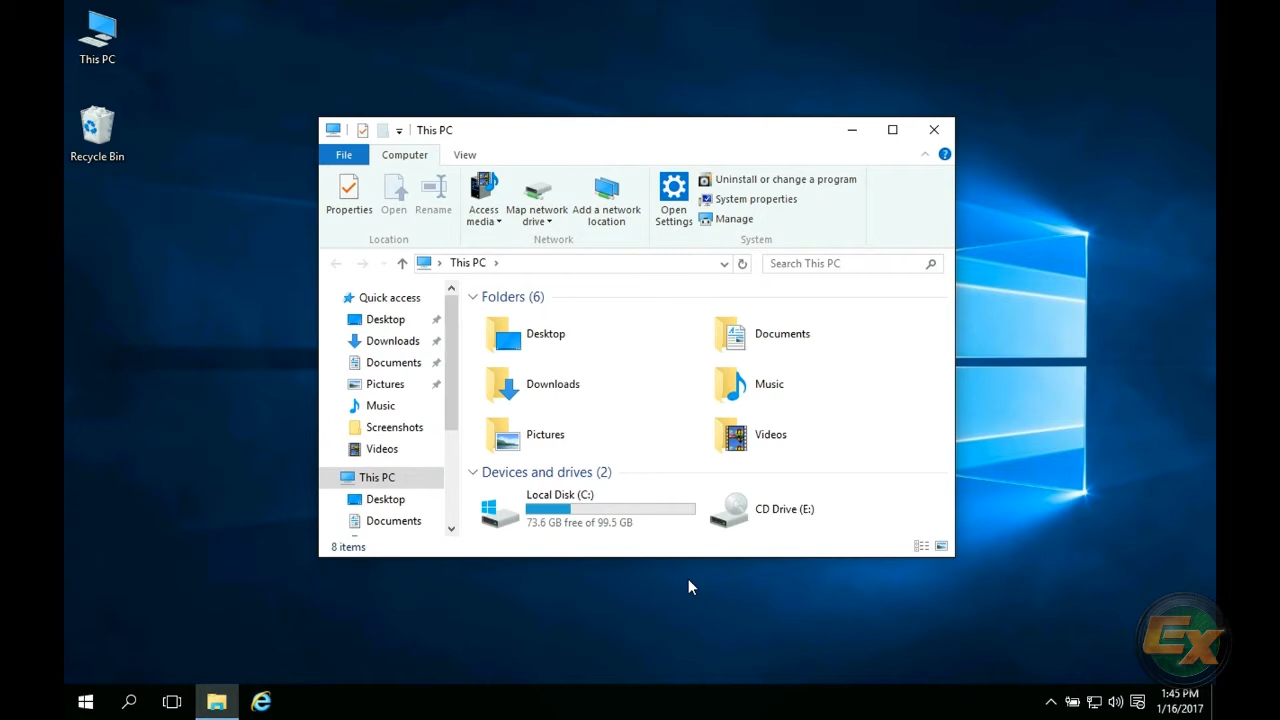 This PC
Recycle Bin
This PC
File Computer View
Properties Open Rename
Location
Access media
Map network drive
Add a network location
Network
Open Settings
Uninstall or change a program
System properties
Manage
System
This PC
Search This PC
Quick access
Desktop
Downloads
Documents
Pictures
Music
Screenshots
Videos
This PC
Desktop
Documents
Folders (6)
Desktop
Documents
Downloads
Music
Pictures
Videos
Devices and drives (2)
Local Disk (C:)
73.6 GB free of 99.5 GB
CD Drive (E:)
8 items
EX
1:45 PM
1/16/2017